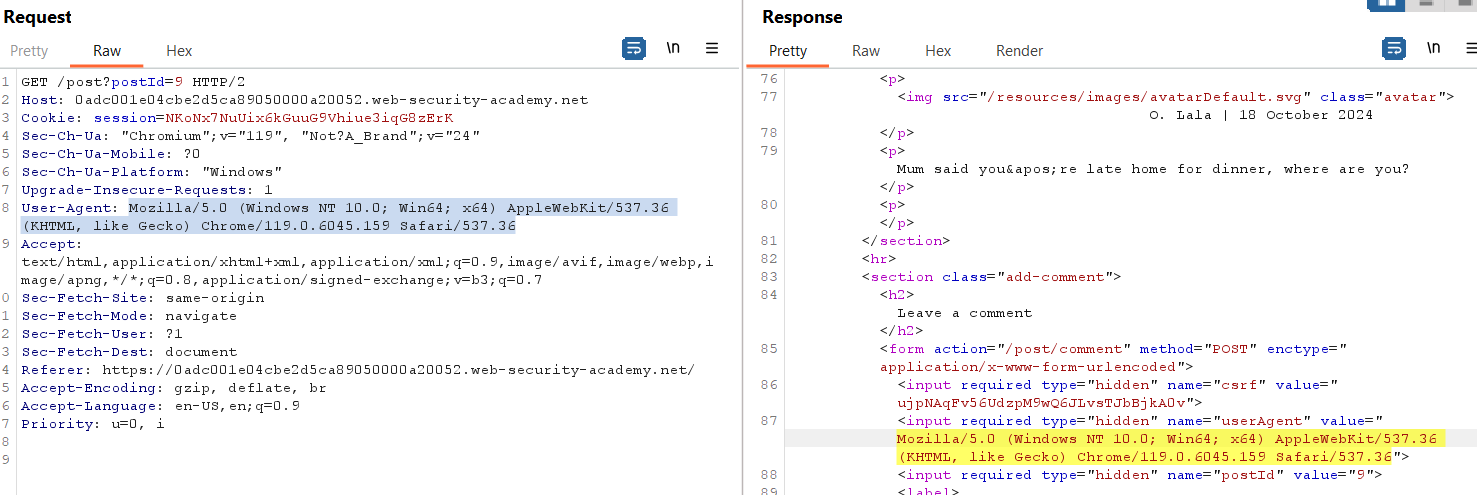 Request
Pretty Raw Hex
\n
1 GET /post?postId=9 HTTP/2
2 Host: 0adc001e04cbe2d5ca89050000a20052.web-security-academy.net
3 Cookie: session=NKoNx7NuUix6kGuuG9Vhiue3iqG8zErK
4 Sec-Ch-Ua: "Chromium";v="119", "Not?A_Brand";v="24"
5 Sec-Ch-Ua-Mobile: ?0
6 Sec-Ch-Ua-Platform: "Windows"
7 Upgrade-Insecure-Requests: 1
8 User-Agent: Mozilla/5.0 (Windows NT 10.0; Win64; x64) AppleWebKit/537.36
(KHTML, like Gecko) Chrome/119.0.6045.159 Safari/537.36
9 Accept:
text/html,application/xhtml+xml,application/xml;q=0.9,image/avif,image/webp,i
mage/apng,*/*;q=0.8,application/signed-exchange;v=b3;q=0.7
0 Sec-Fetch-Site: same-origin
1 Sec-Fetch-Mode: navigate
2 Sec-Fetch-User: ?1
3 Sec-Fetch-Dest: document
4 Referer: https://0adc001e04cbe2d5ca89050000a20052.web-security-academy.net/
5 Accept-Encoding: gzip, deflate, br
6 Accept-Language: en-US,en;q=0.9
7 Priority: u=0, i
8
9
Response
Pretty Raw Hex Render
\n
76 <p>
77 <img src="/resources/images/avatarDefault.svg" class="avatar">
O. Lala | 18 October 2024
78 </p>
79 <p>
Mum said you&apos;re late home for dinner, where are you?
</p>
80 <p>
</p>
81 </section>
82 <hr>
83 <section class="add-comment">
84 <h2>
Leave a comment
</h2>
85 <form action="/post/comment" method="POST" enctype="
application/x-www-form-urlencoded">
86 <input required type="hidden" name="csrf" value="
ujpNAqFv56UdzpM9wQ6JLvsTJbBjkA0v">
87 <input required type="hidden" name="userAgent" value="
Mozilla/5.0 (Windows NT 10.0; Win64; x64) AppleWebKit/537.36
(KHTML, like Gecko) Chrome/119.0.6045.159 Safari/537.36">
88 <input required type="hidden" name="postId" value="9">
89 <label>